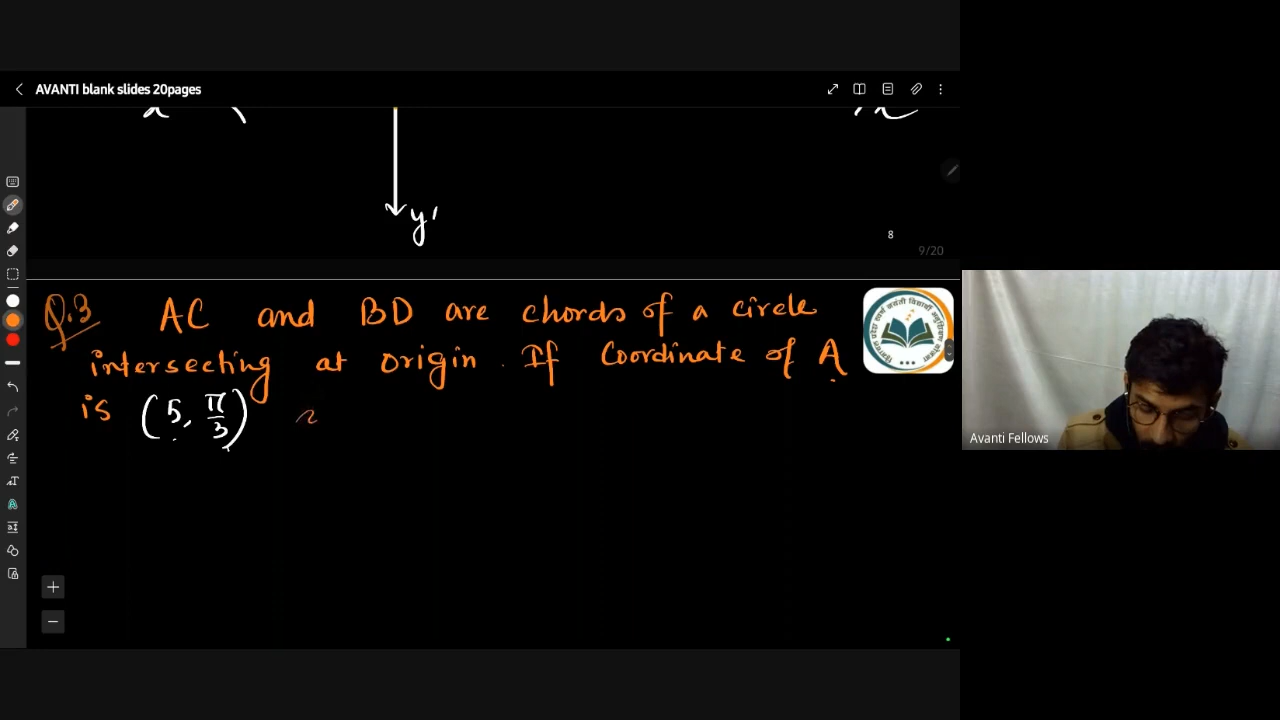 AVANTI blank slides 20pages
y'
8
9/20
Q.3 AC and BD are chords of a circle
intersecting at origin. If Coordinate of A
is (5, π/3)
Avanti Fellows